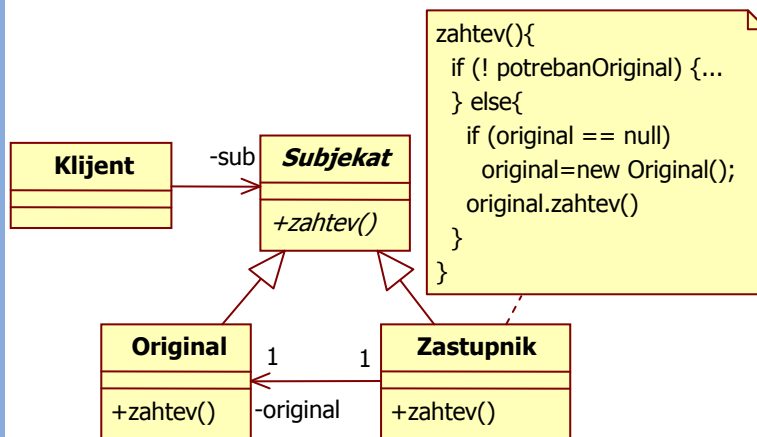 zahtev(){
if (! potrebanOriginal) {...
} else{
if (original == null)
original=new Original();
original.zahtev()
}
}
Klijent
-sub
Subjekat
+zahtev()
Original
+zahtev()
1
1
-original
Zastupnik
+zahtev()